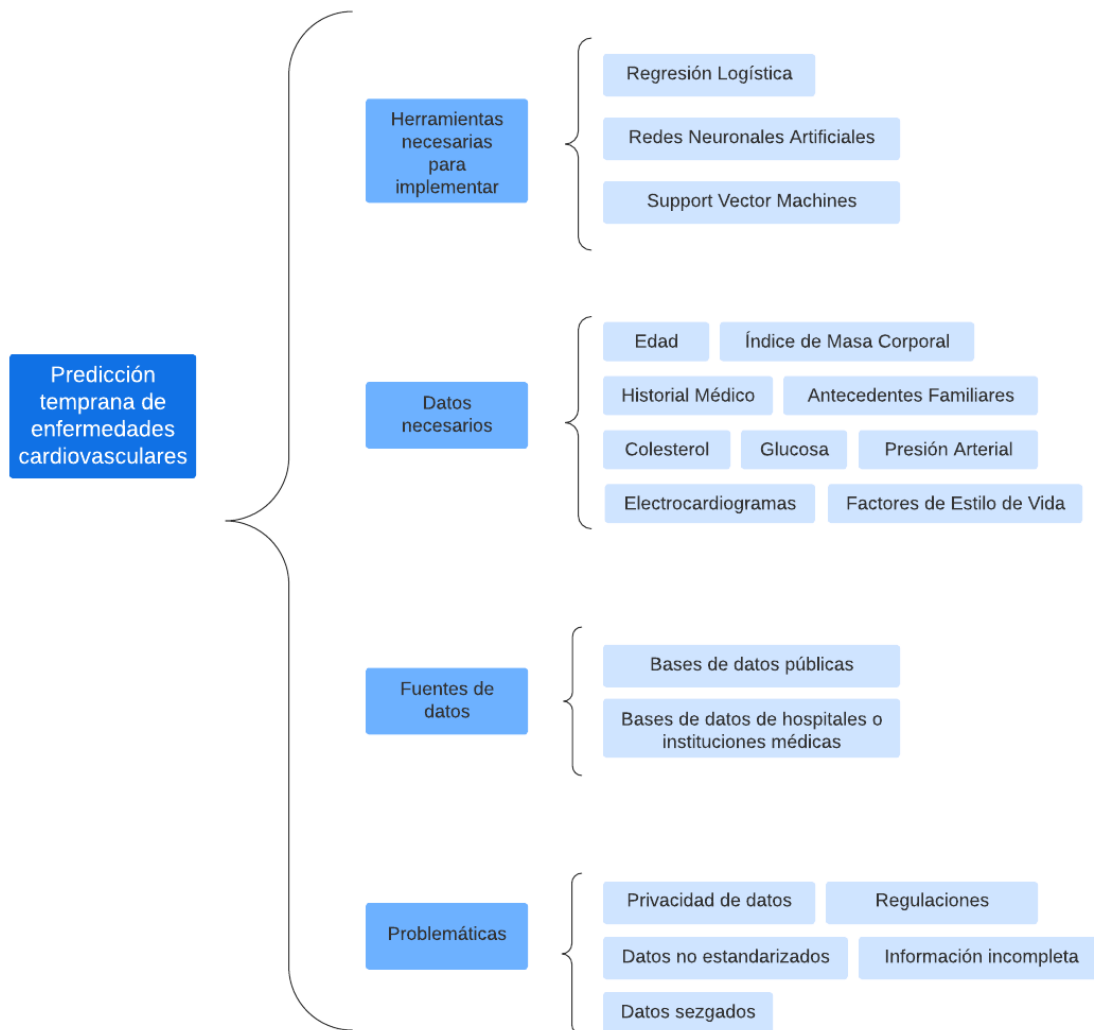 Predicción
temprana de
enfermedades
cardiovasculares
Herramientas
necesarias
para
implementar
Regresión Logística
Redes Neuronales Artificiales
Support Vector Machines
Datos
necesarios
Edad
Índice de Masa Corporal
Historial Médico
Antecedentes Familiares
Colesterol
Glucosa
Presión Arterial
Electrocardiogramas
Factores de Estilo de Vida
Fuentes de
datos
Bases de datos públicas
Bases de datos de hospitales o
instituciones médicas
Problemáticas
Privacidad de datos
Regulaciones
Datos no estandarizados
Información incompleta
Datos sezgados